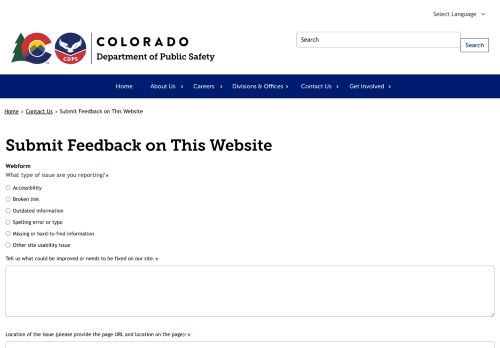 Select Language
COLORADO
Department of Public Safety
CDPS
Search
Search
Home About Us Careers Divisions & Offices Contact Us Get Involved
Home › Contact Us › Submit Feedback on This Website
Submit Feedback on This Website
Webform
What type of issue are you reporting?*
Accessibility
Broken link
Outdated information
Spelling error or typo
Missing or hard-to-find information
Other site usability issue
Tell us what could be improved or needs to be fixed on our site.*
Location of the issue (please provide the page URL and location on the page):*